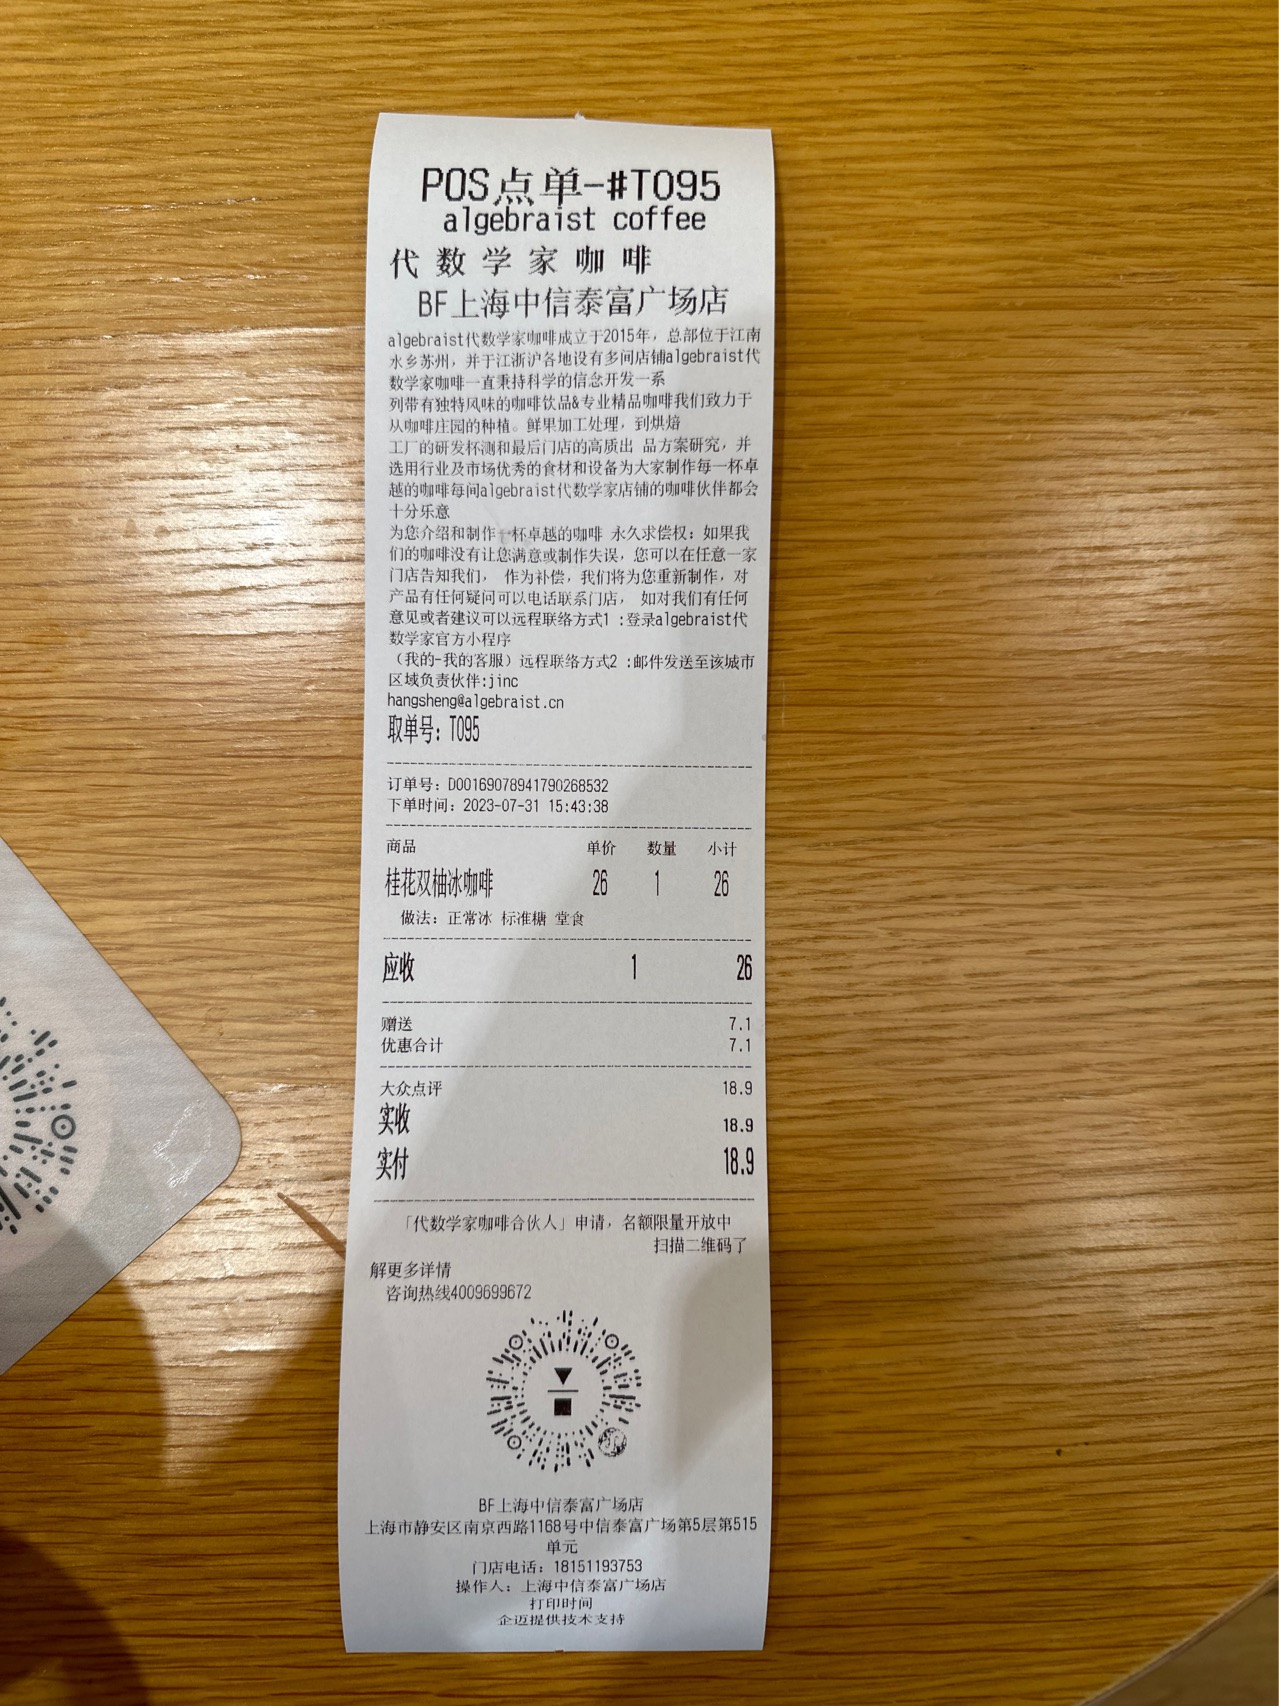 POS点单-#T095
algebraist coffee
代数学家咖啡
BF上海中信泰富广场店
algebraist代数学家咖啡成立于2015年，总部位于江南
水乡苏州，并于江浙沪各地设有多间店铺algebraist代
数学家咖啡一直秉持科学的信念开发一系
列带有独特风味的咖啡饮品&专业精品咖啡我们致力于
从咖啡庄园的种植。鲜果加工处理，到烘焙
工厂的研发杯测和最后门店的高质出 品方案研究，并
选用行业及市场优秀的食材和设备为大家制作每一杯卓
越的咖啡每间algebraist代数学家店铺的咖啡伙伴都会
十分乐意
为您介绍和制作一杯卓越的咖啡 永久求偿权：如果我
们的咖啡没有让您满意或制作失误，您可以在任意一家
门店告知我们， 作为补偿，我们将为您重新制作，对
产品有任何疑问可以电话联系门店， 如对我们有任何
意见或者建议可以远程联络方式1 :登录algebraist代
数学家官方小程序
（我的-我的客服）远程联络方式2 :邮件发送至该城市
区域负责伙伴:jinc
hangsheng@algebraist.cn
取单号：T095
订单号：D00169078941790268532
下单时间：2023-07-31 15:43:38
商品 单价 数量 小计
桂花双柚冰咖啡 26 1 26
做法：正常冰 标准糖 堂食
应收 1 26
赠送 7.1
优惠合计 7.1
大众点评 18.9
实收 18.9
实付 18.9
「代数学家咖啡合伙人」申请，名额限量开放中
扫描二维码了
解更多详情
咨询热线4009699672
BF上海中信泰富广场店
上海市静安区南京西路1168号中信泰富广场第5层第515
单元
门店电话：18151193753
操作人：上海中信泰富广场店
打印时间
企迈提供技术支持